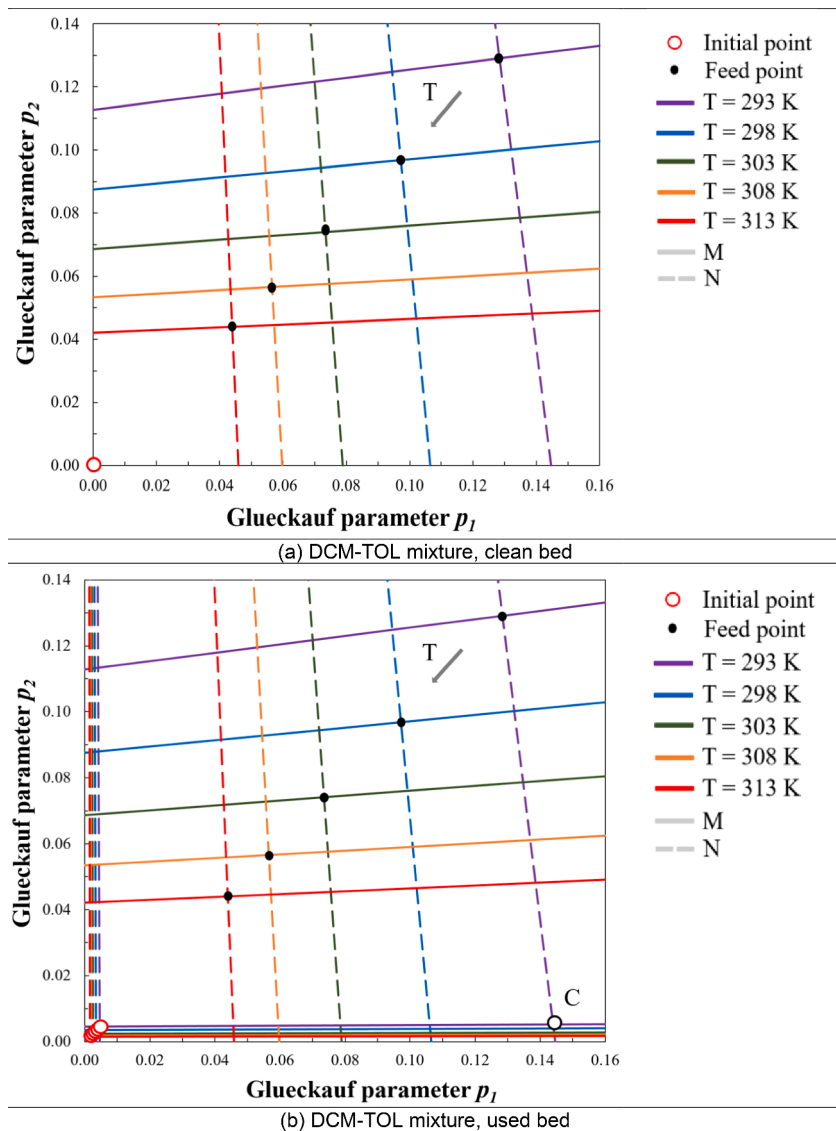 0.14
0.12
0.10
0.08
0.06
0.04
0.02
0.00
Glueckauf parameter p2
T
0.00 0.02 0.04 0.06 0.08 0.10 0.12 0.14 0.16
Glueckauf parameter p1
Initial point
Feed point
T = 293 K
T = 298 K
T = 303 K
T = 308 K
T = 313 K
M
N
(a) DCM-TOL mixture, clean bed
0.14
0.12
0.10
0.08
0.06
0.04
0.02
0.00
Glueckauf parameter p2
T
C
0.00 0.02 0.04 0.06 0.08 0.10 0.12 0.14 0.16
Glueckauf parameter p1
Initial point
Feed point
T = 293 K
T = 298 K
T = 303 K
T = 308 K
T = 313 K
M
N
(b) DCM-TOL mixture, used bed